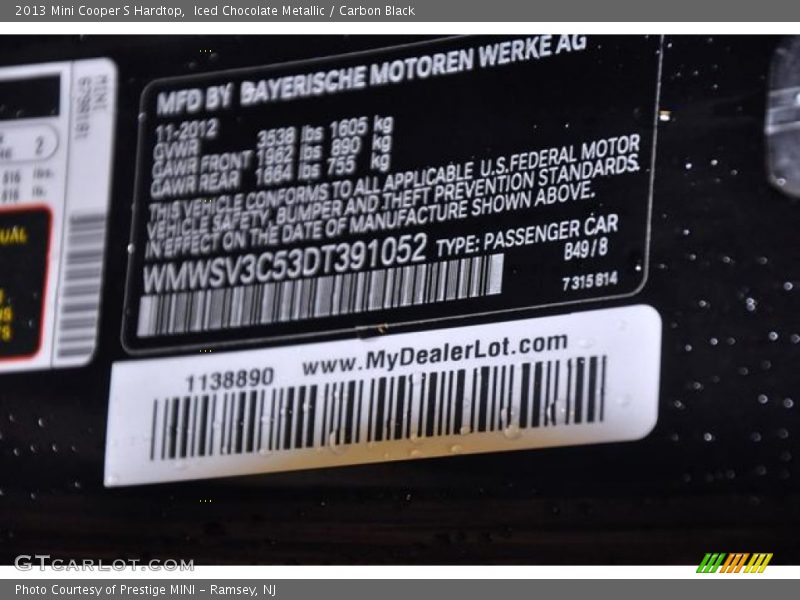 2013 Mini Cooper S Hardtop, Iced Chocolate Metallic / Carbon Black
MFD BY BAYERISCHE MOTOREN WERKE AG
11-2012
GVWR 3538 lbs 1605 kg
GAWR FRONT 1962 lbs 890 kg
GAWR REAR 1664 lbs 755 kg
THIS VEHICLE CONFORMS TO ALL APPLICABLE U.S.FEDERAL MOTOR
VEHICLE SAFETY, BUMPER AND THEFT PREVENTION STANDARDS
IN EFFECT ON THE DATE OF MANUFACTURE SHOWN ABOVE.
WMWSV3C53DT391052 TYPE: PASSENGER CAR
B49/8
7 315 814
MINI
2
1138890 www.MyDealerLot.com
GTCARLOT.COM
Photo Courtesy of Prestige MINI - Ramsey, NJ